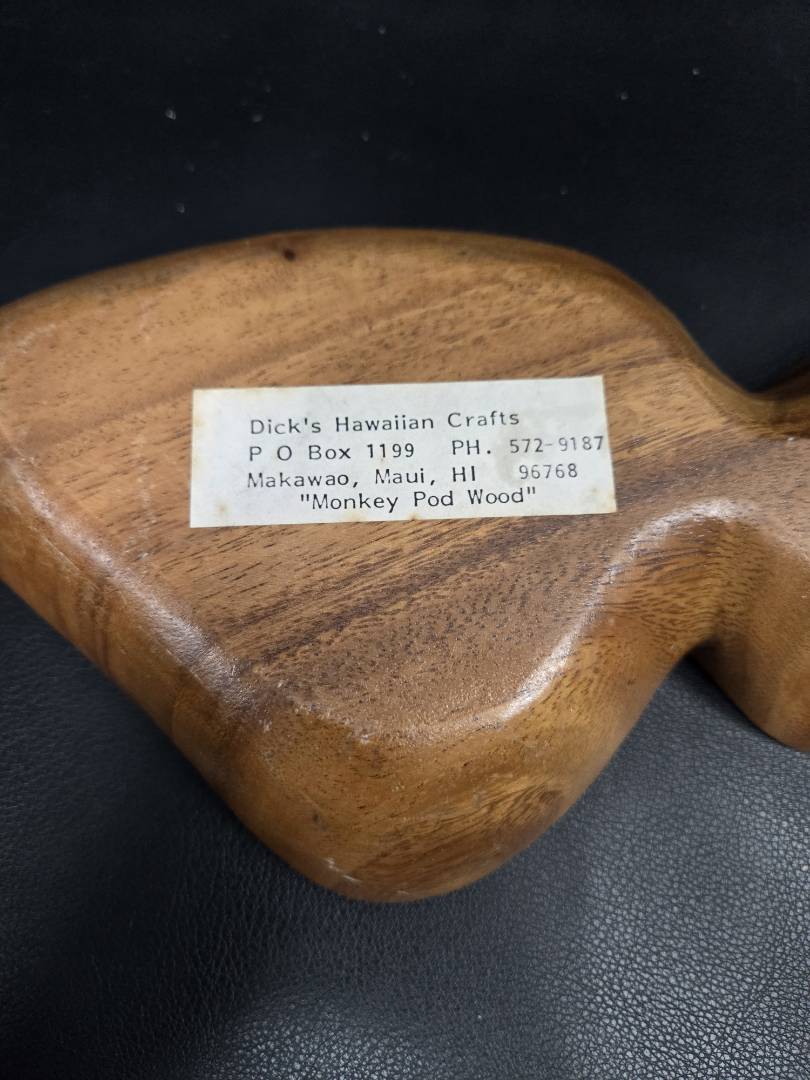 Dick's Hawaiian Crafts
P O Box 1199 PH. 572-9187
Makawao, Maui, HI 96768
"Monkey Pod Wood"